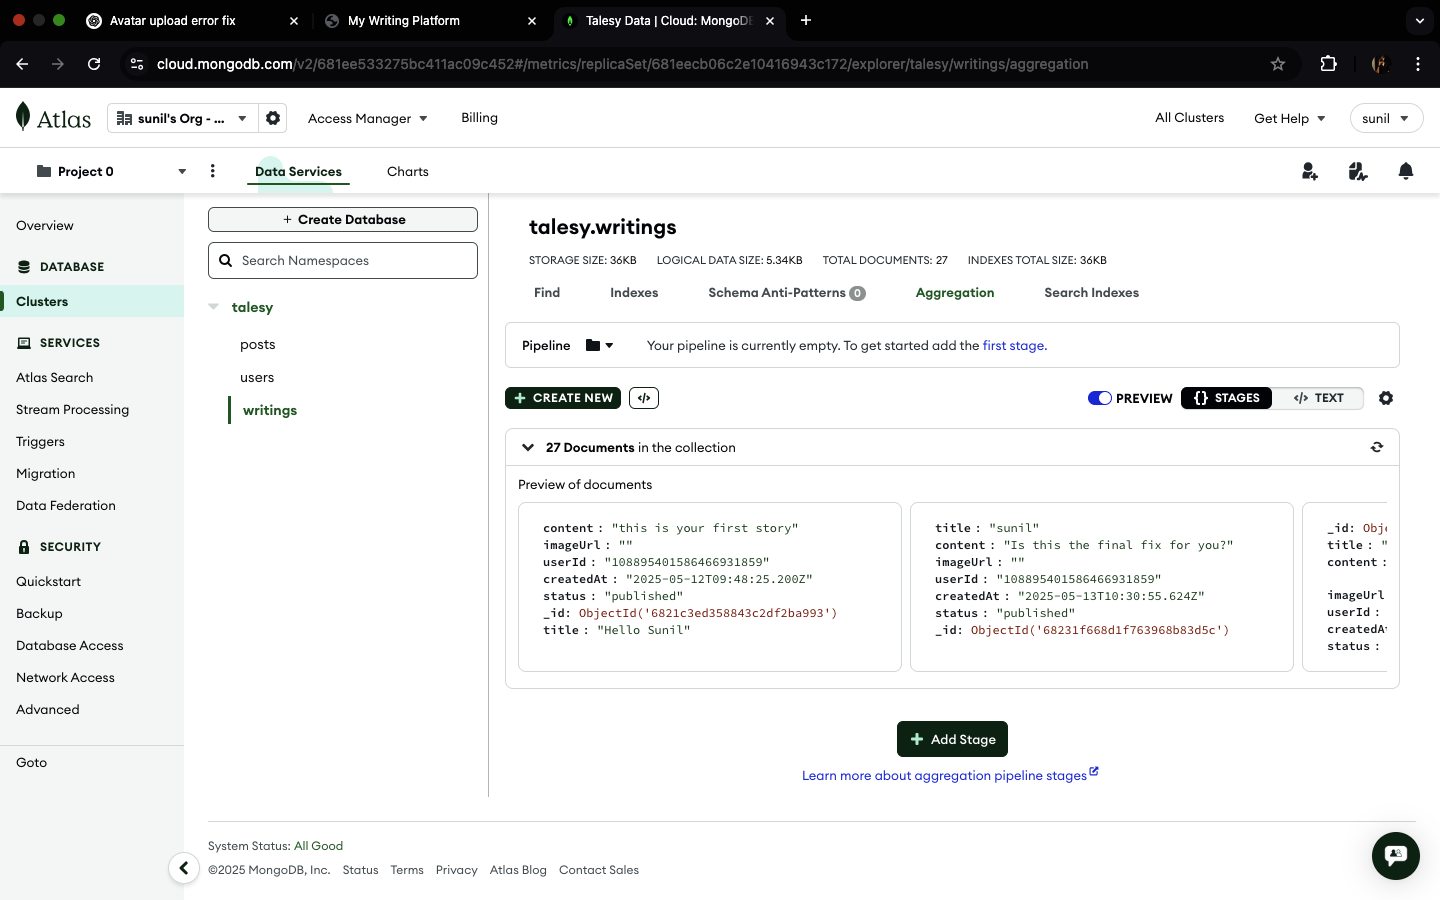 Avatar upload error fix
My Writing Platform
Talesy Data | Cloud: MongoDB
cloud.mongodb.com/v2/681ee533275bc411ac09c452#/metrics/replicaSet/681eecb06c2e10416943c172/explorer/talesy/writings/aggregation
Atlas
sunil's Org - ...
Access Manager
Billing
All Clusters
Get Help
sunil
Project 0
Data Services
Charts
Overview
DATABASE
Clusters
SERVICES
Atlas Search
Stream Processing
Triggers
Migration
Data Federation
SECURITY
Quickstart
Backup
Database Access
Network Access
Advanced
Goto
+ Create Database
Search Namespaces
talesy
posts
users
writings
talesy.writings
STORAGE SIZE: 36KB LOGICAL DATA SIZE: 5.34KB TOTAL DOCUMENTS: 27 INDEXES TOTAL SIZE: 36KB
Find Indexes Schema Anti-Patterns 0 Aggregation Search Indexes
Pipeline Your pipeline is currently empty. To get started add the first stage.
+ CREATE NEW </> PREVIEW {} STAGES </> TEXT
27 Documents in the collection
Preview of documents
content : "this is your first story"
imageUrl : ""
userId : "108895401586466931859"
createdAt : "2025-05-12T09:48:25.200Z"
status : "published"
_id: ObjectId('6821c3ed358843c2df2ba993')
title : "Hello Sunil"
title : "sunil"
content : "Is this the final fix for you?"
imageUrl : ""
userId : "108895401586466931859"
createdAt : "2025-05-13T10:30:55.624Z"
status : "published"
_id: ObjectId('68231f668d1f763968b83d5c')
_id: Obje
title : "
content :
imageUrl
userId :
createdAt
status :
+ Add Stage
Learn more about aggregation pipeline stages
System Status: All Good
©2025 MongoDB, Inc. Status Terms Privacy Atlas Blog Contact Sales